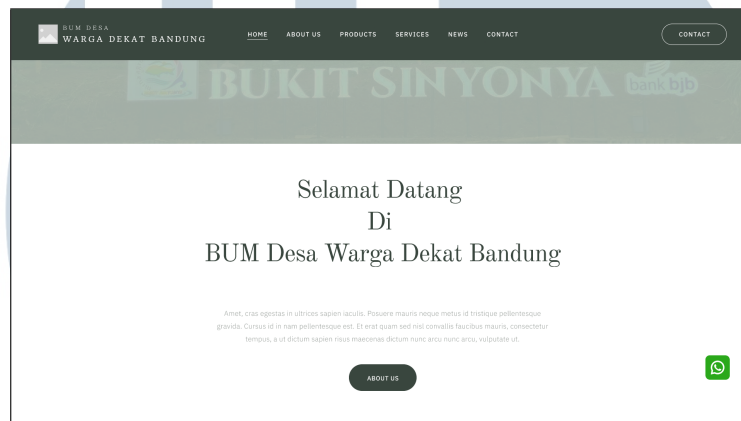 BUM DESA
WARGA DEKAT BANDUNG
HOME ABOUT US PRODUCTS SERVICES NEWS CONTACT
CONTACT
BUKIT SINYONYA bank bjb
Selamat Datang
Di
BUM Desa Warga Dekat Bandung
Amet, cras egestas in ultrices sapien iaculis. Posuere mauris neque metus id tristique pellentesque
gravida. Cursus id in nam pellentesque est. Et erat quam sed nisl convallis faucibus mauris, consectetur
tempus, a ut dictum sapien risus maecenas dictum nunc arcu nunc arcu, vulputate ut.
ABOUT US